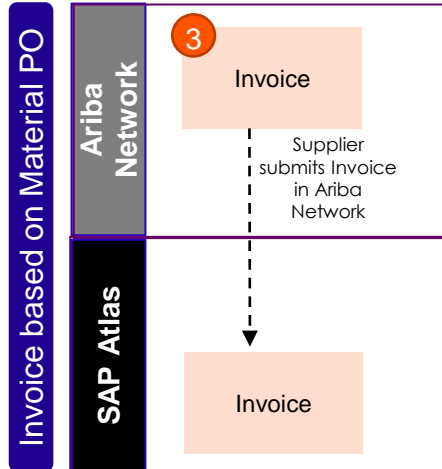 Invoice based on Material PO
Ariba
Network
3
Invoice
Supplier
submits Invoice
in Ariba
Network
SAP Atlas
Invoice